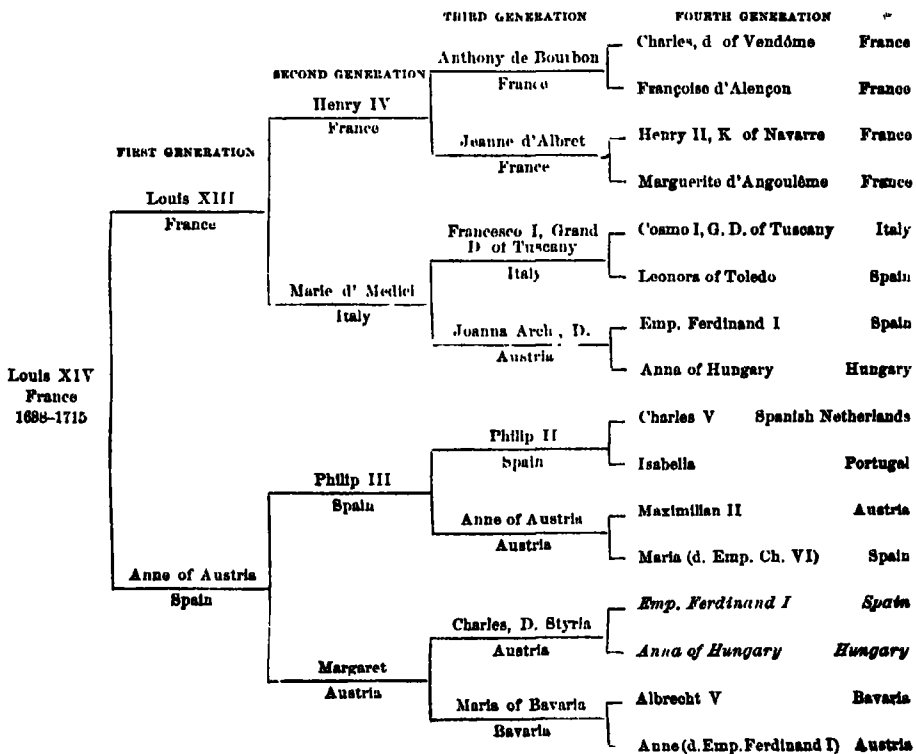 THIRD GENERATION FOURTH GENERATION
Charles, d of Vendôme France
Anthony de Bourbon
France
SECOND GENERATION
Françoise d'Alençon France
Henry IV
France
Henry II, K of Navarre France
Jeanne d'Albret
France
FIRST GENERATION
Marguerite d'Angoulême France
Louis XIII
France
Francesco I, Grand
D of Tuscany
Italy
Cosmo I, G. D. of Tuscany Italy
Leonora of Toledo Spain
Marie d' Medici
Italy
Joanna Arch, D.
Austria
Emp. Ferdinand I Spain
Anna of Hungary Hungary
Louis XIV
France
1688–1715
Charles V Spanish Netherlands
Philip II
Spain
Isabella Portugal
Philip III
Spain
Maximilian II Austria
Anne of Austria
Austria
Maria (d. Emp. Ch. VI) Spain
Anne of Austria
Spain
Emp. Ferdinand I Spain
Charles, D. Styria
Austria
Anna of Hungary Hungary
Margaret
Austria
Albrecht V Bavaria
Maria of Bavaria
Bavaria
Anne (d. Emp. Ferdinand I) Austria